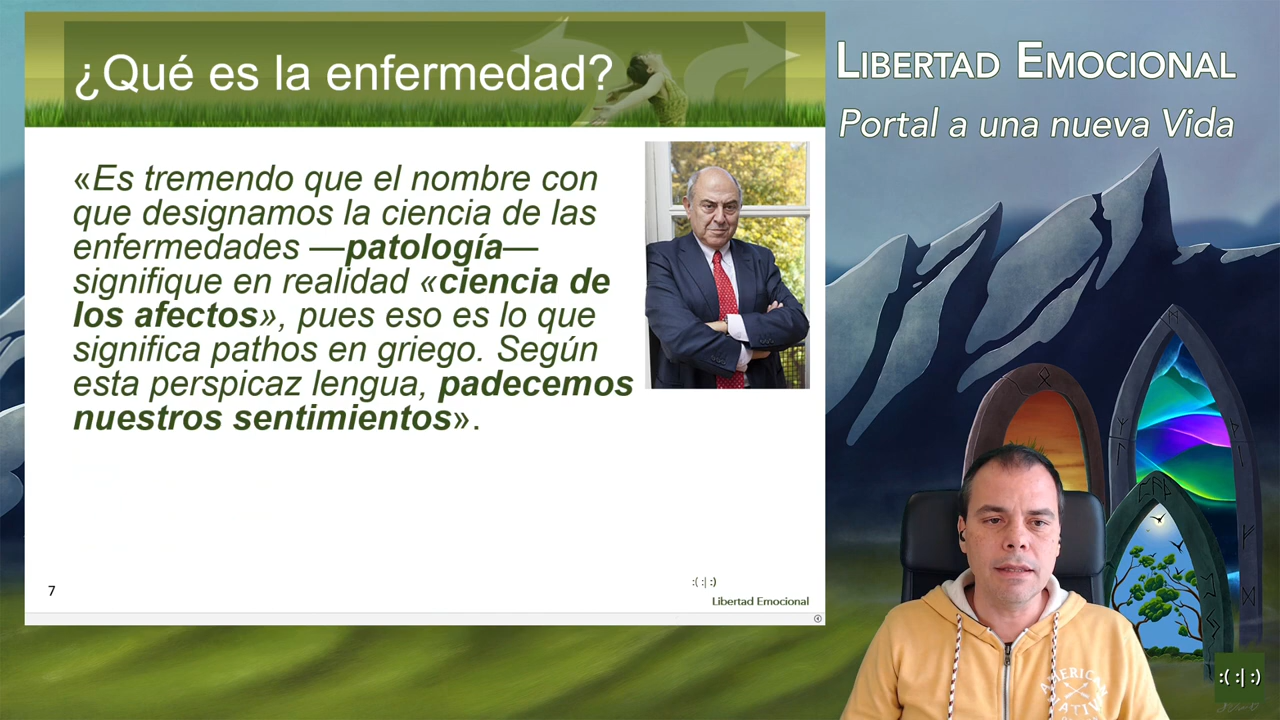 ¿Qué es la enfermedad?
«Es tremendo que el nombre con
que designamos la ciencia de las
enfermedades —patología—
significa en realidad «ciencia de
los afectos», pues eso es lo que
significa pathos en griego. Según
esta perspicaz lengua, padecemos
nuestros sentimientos».
7
:( :| :)
Libertad Emocional
LIBERTAD EMOCIONAL
Portal a una nueva Vida
AMERICAN
NATIV
:( :| :)